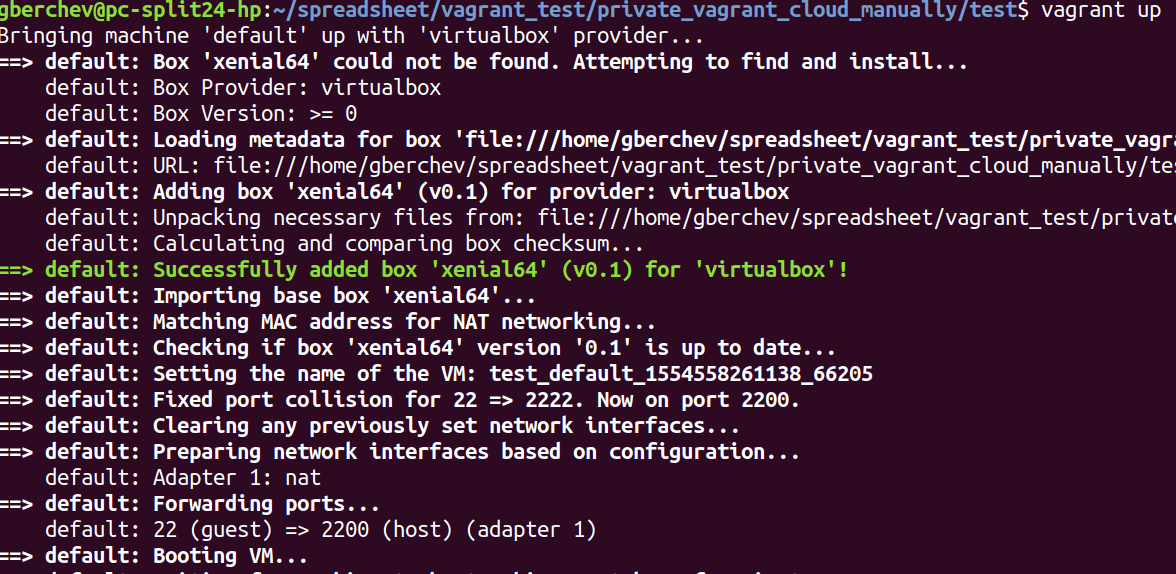 gberchev@pc-split24-hp:~/spreadsheet/vagrant_test/private_vagrant_cloud_manually/test$ vagrant up
Bringing machine 'default' up with 'virtualbox' provider...
==> default: Box 'xenial64' could not be found. Attempting to find and install...
    default: Box Provider: virtualbox
    default: Box Version: >= 0
==> default: Loading metadata for box 'file:///home/gberchev/spreadsheet/vagrant_test/private_vagra
    default: URL: file:///home/gberchev/spreadsheet/vagrant_test/private_vagrant_cloud_manually/tes
==> default: Adding box 'xenial64' (v0.1) for provider: virtualbox
    default: Unpacking necessary files from: file:///home/gberchev/spreadsheet/vagrant_test/private
    default: Calculating and comparing box checksum...
==> default: Successfully added box 'xenial64' (v0.1) for 'virtualbox'!
==> default: Importing base box 'xenial64'...
==> default: Matching MAC address for NAT networking...
==> default: Checking if box 'xenial64' version '0.1' is up to date...
==> default: Setting the name of the VM: test_default_1554558261138_66205
==> default: Fixed port collision for 22 => 2222. Now on port 2200.
==> default: Clearing any previously set network interfaces...
==> default: Preparing network interfaces based on configuration...
    default: Adapter 1: nat
==> default: Forwarding ports...
    default: 22 (guest) => 2200 (host) (adapter 1)
==> default: Booting VM...